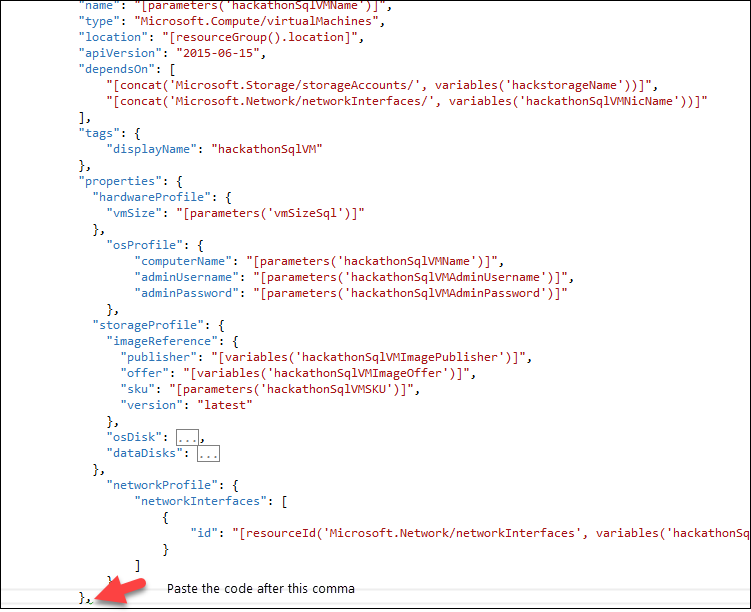 "name": "[parameters('hackathonSqlVMName')]",
"type": "Microsoft.Compute/virtualMachines",
"location": "[resourceGroup().location]",
"apiVersion": "2015-06-15",
"dependsOn": [
"[concat('Microsoft.Storage/storageAccounts/', variables('hackstorageName'))]",
"[concat('Microsoft.Network/networkInterfaces/', variables('hackathonSqlVMNicName'))]"
],
"tags": {
"displayName": "hackathonSqlVM"
},
"properties": {
"hardwareProfile": {
"vmSize": "[parameters('vmSizeSql')]"
},
"osProfile": {
"computerName": "[parameters('hackathonSqlVMName')]",
"adminUsername": "[parameters('hackathonSqlVMAdminUsername')]",
"adminPassword": "[parameters('hackathonSqlVMAdminPassword')]"
},
"storageProfile": {
"imageReference": {
"publisher": "[variables('hackathonSqlVMImagePublisher')]",
"offer": "[variables('hackathonSqlVMImageOffer')]",
"sku": "[parameters('hackathonSqlVMSKU')]",
"version": "latest"
},
"osDisk": ...,
"dataDisks": ...
},
"networkProfile": {
"networkInterfaces": [
{
"id": "[resourceId('Microsoft.Network/networkInterfaces', variables('hackathonSq
}
]
}
}, Paste the code after this comma